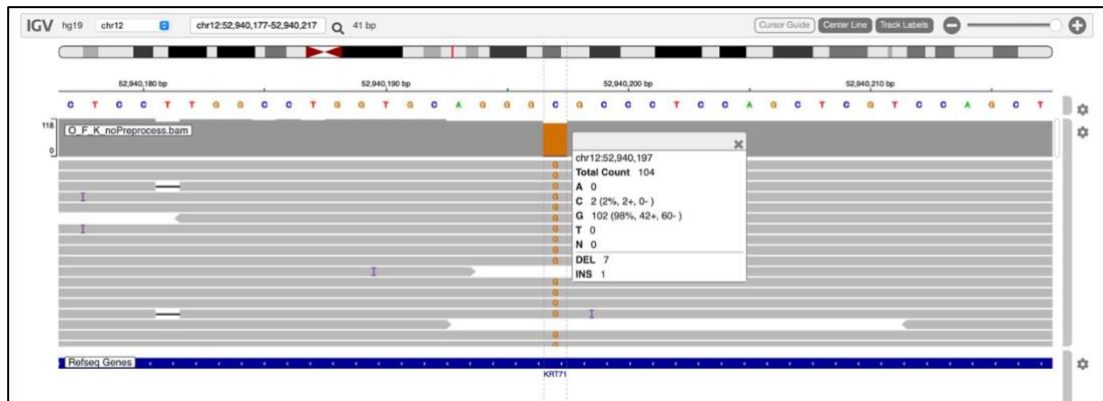 IGV hg19 chr12 chr12:52,940,177-52,940,217 41 bp Cursor Guide Center Line Track Labels
52,940,180 bp 52,940,190 bp 52,940,200 bp 52,940,210 bp
C T C C T T G G C C T G G T G C A G G G C G C C C T C C A G C T C G T C C A G C T
118
O_F_K_noPreprocess.bam
0
chr12:52,940,197
Total Count 104
A 0
C 2 (2%, 2+, 0- )
G 102 (98%, 42+, 60- )
T 0
N 0
DEL 7
INS 1
G
G
G
I G
G
G
I G
G
G
G
I
G
G
G
G I
G
G
Refseq Genes
KRT71